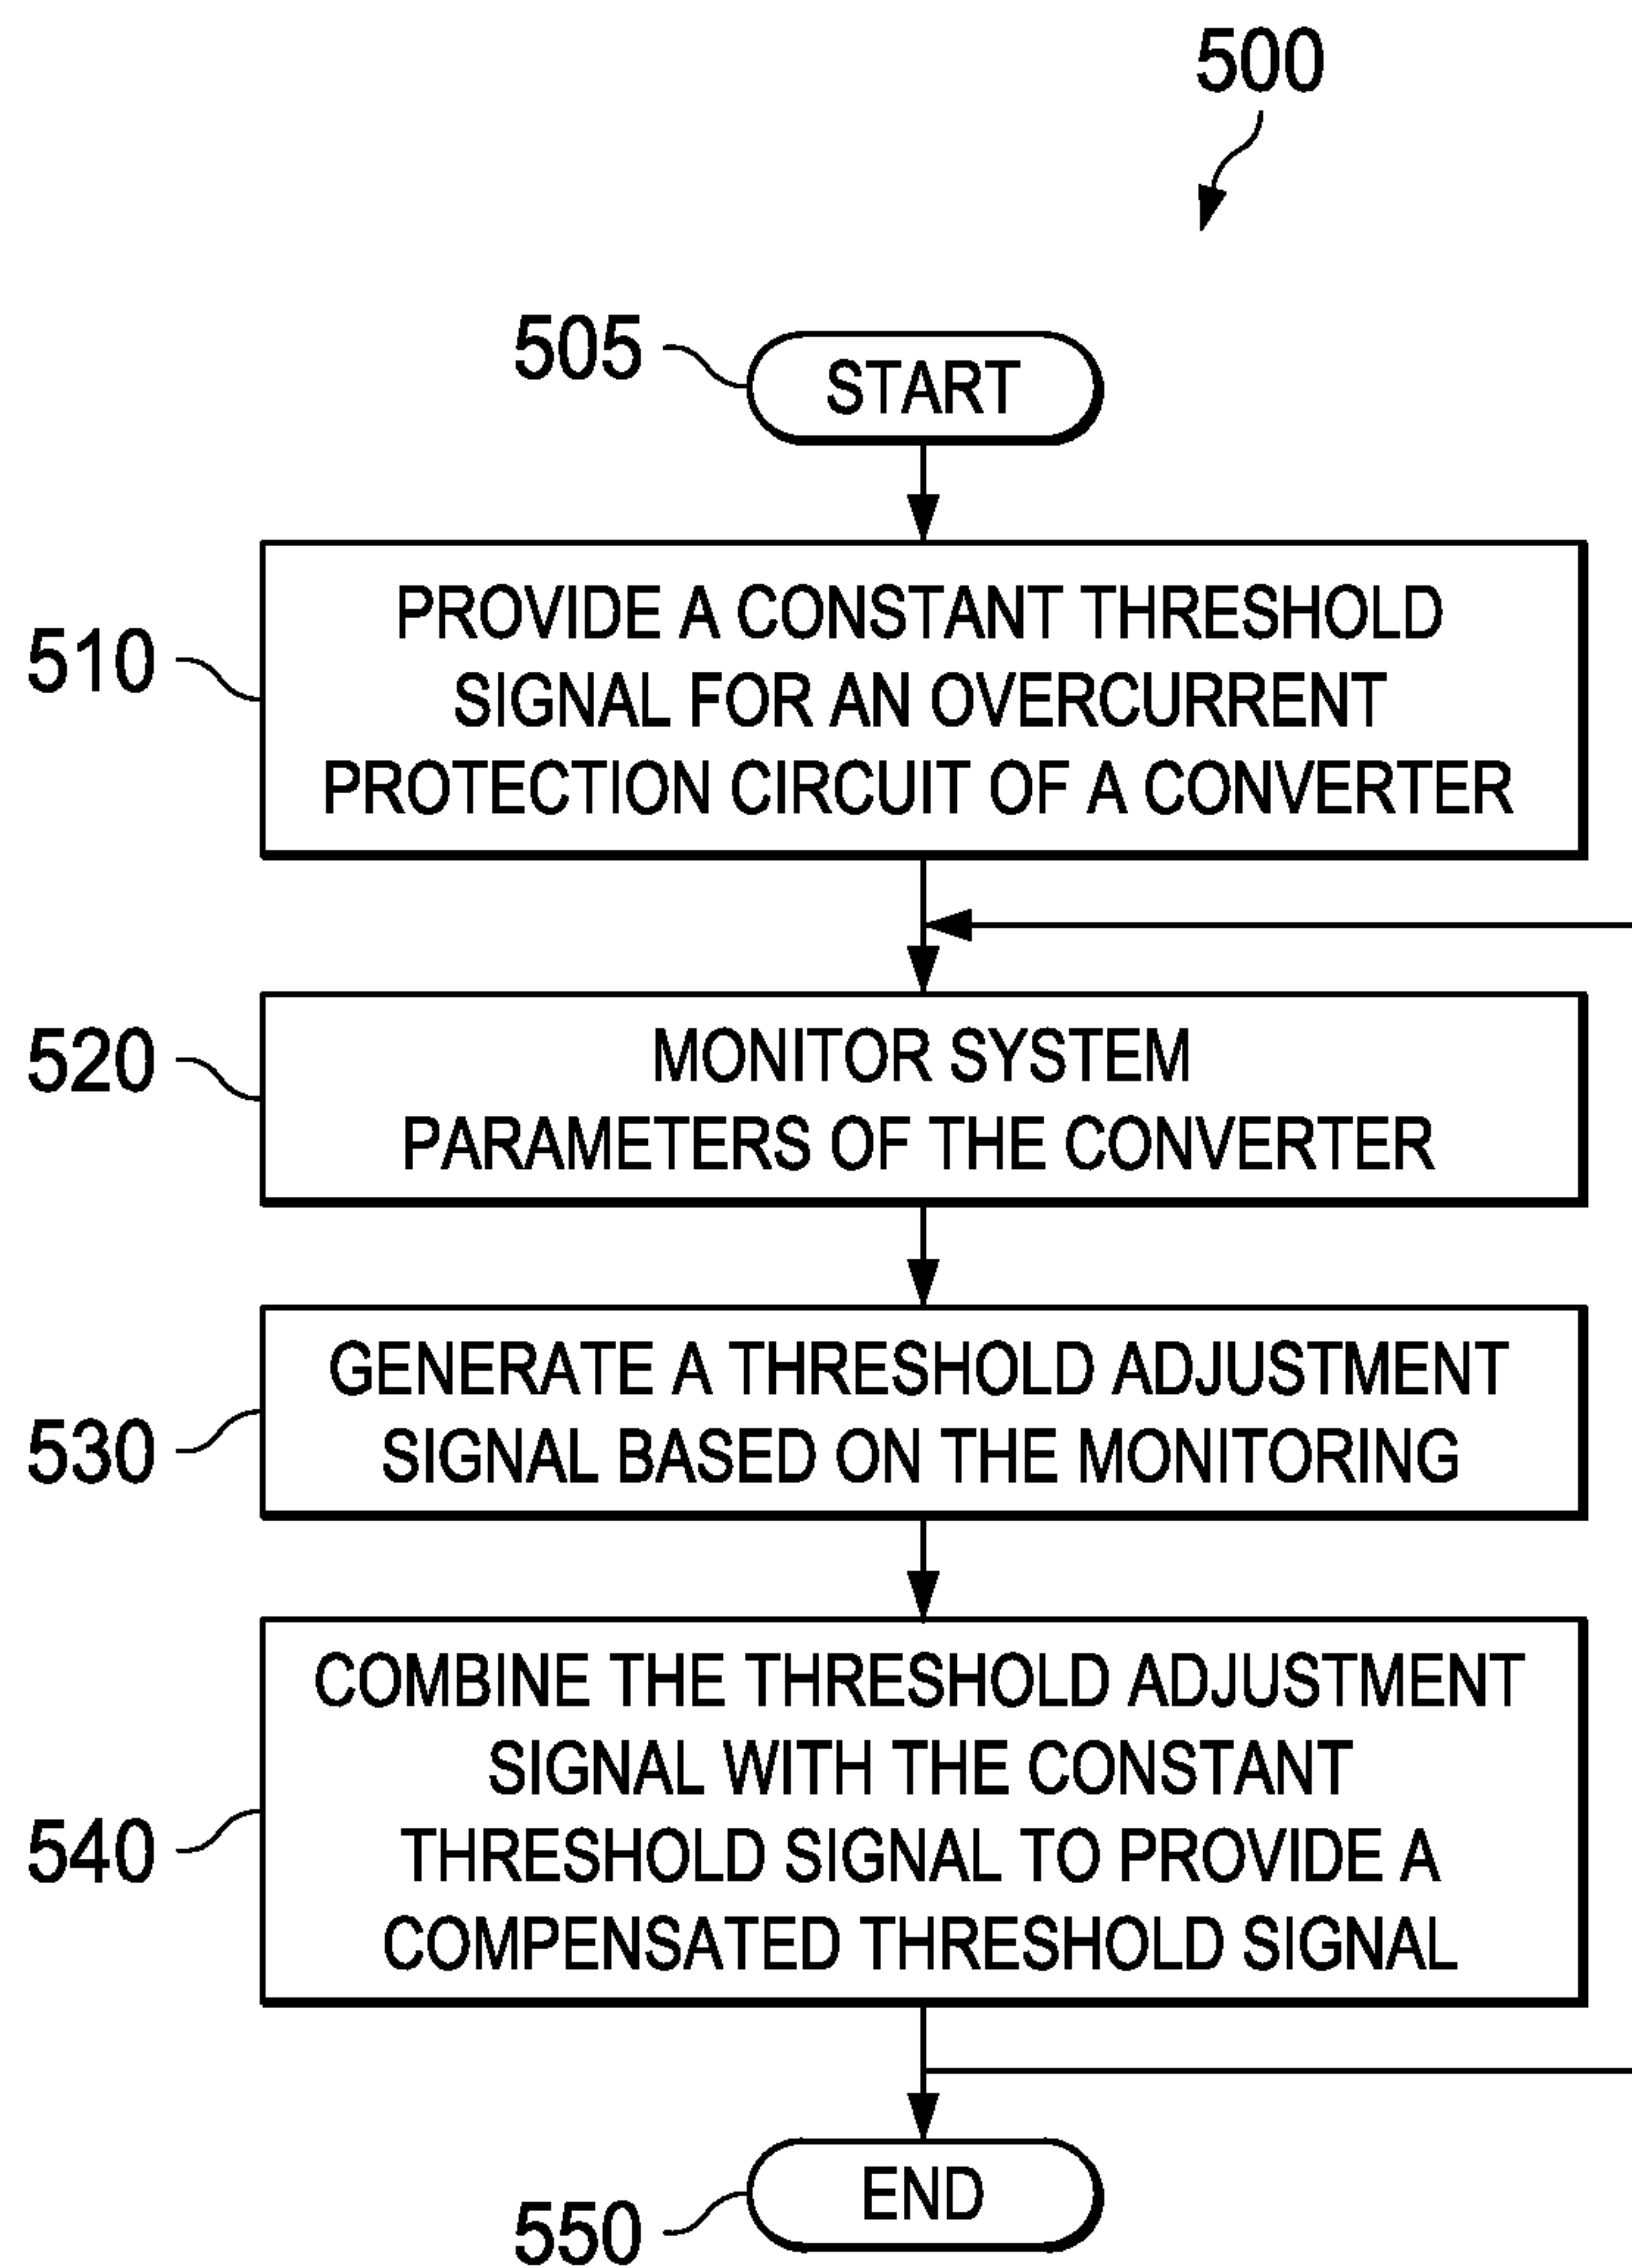 500
505
START
510
PROVIDE A CONSTANT THRESHOLD
SIGNAL FOR AN OVERCURRENT
PROTECTION CIRCUIT OF A CONVERTER
520
MONITOR SYSTEM
PARAMETERS OF THE CONVERTER
530
GENERATE A THRESHOLD ADJUSTMENT
SIGNAL BASED ON THE MONITORING
540
COMBINE THE THRESHOLD ADJUSTMENT
SIGNAL WITH THE CONSTANT
THRESHOLD SIGNAL TO PROVIDE A
COMPENSATED THRESHOLD SIGNAL
550
END